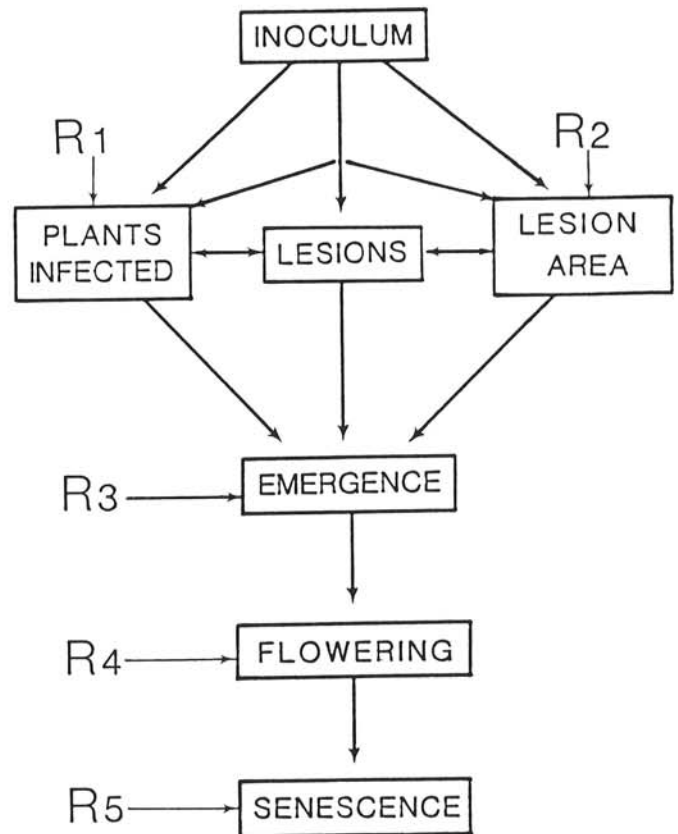 INOCULUM
R1
R2
PLANTS
INFECTED
LESIONS
LESION
AREA
R3
EMERGENCE
R4
FLOWERING
R5
SENESCENCE